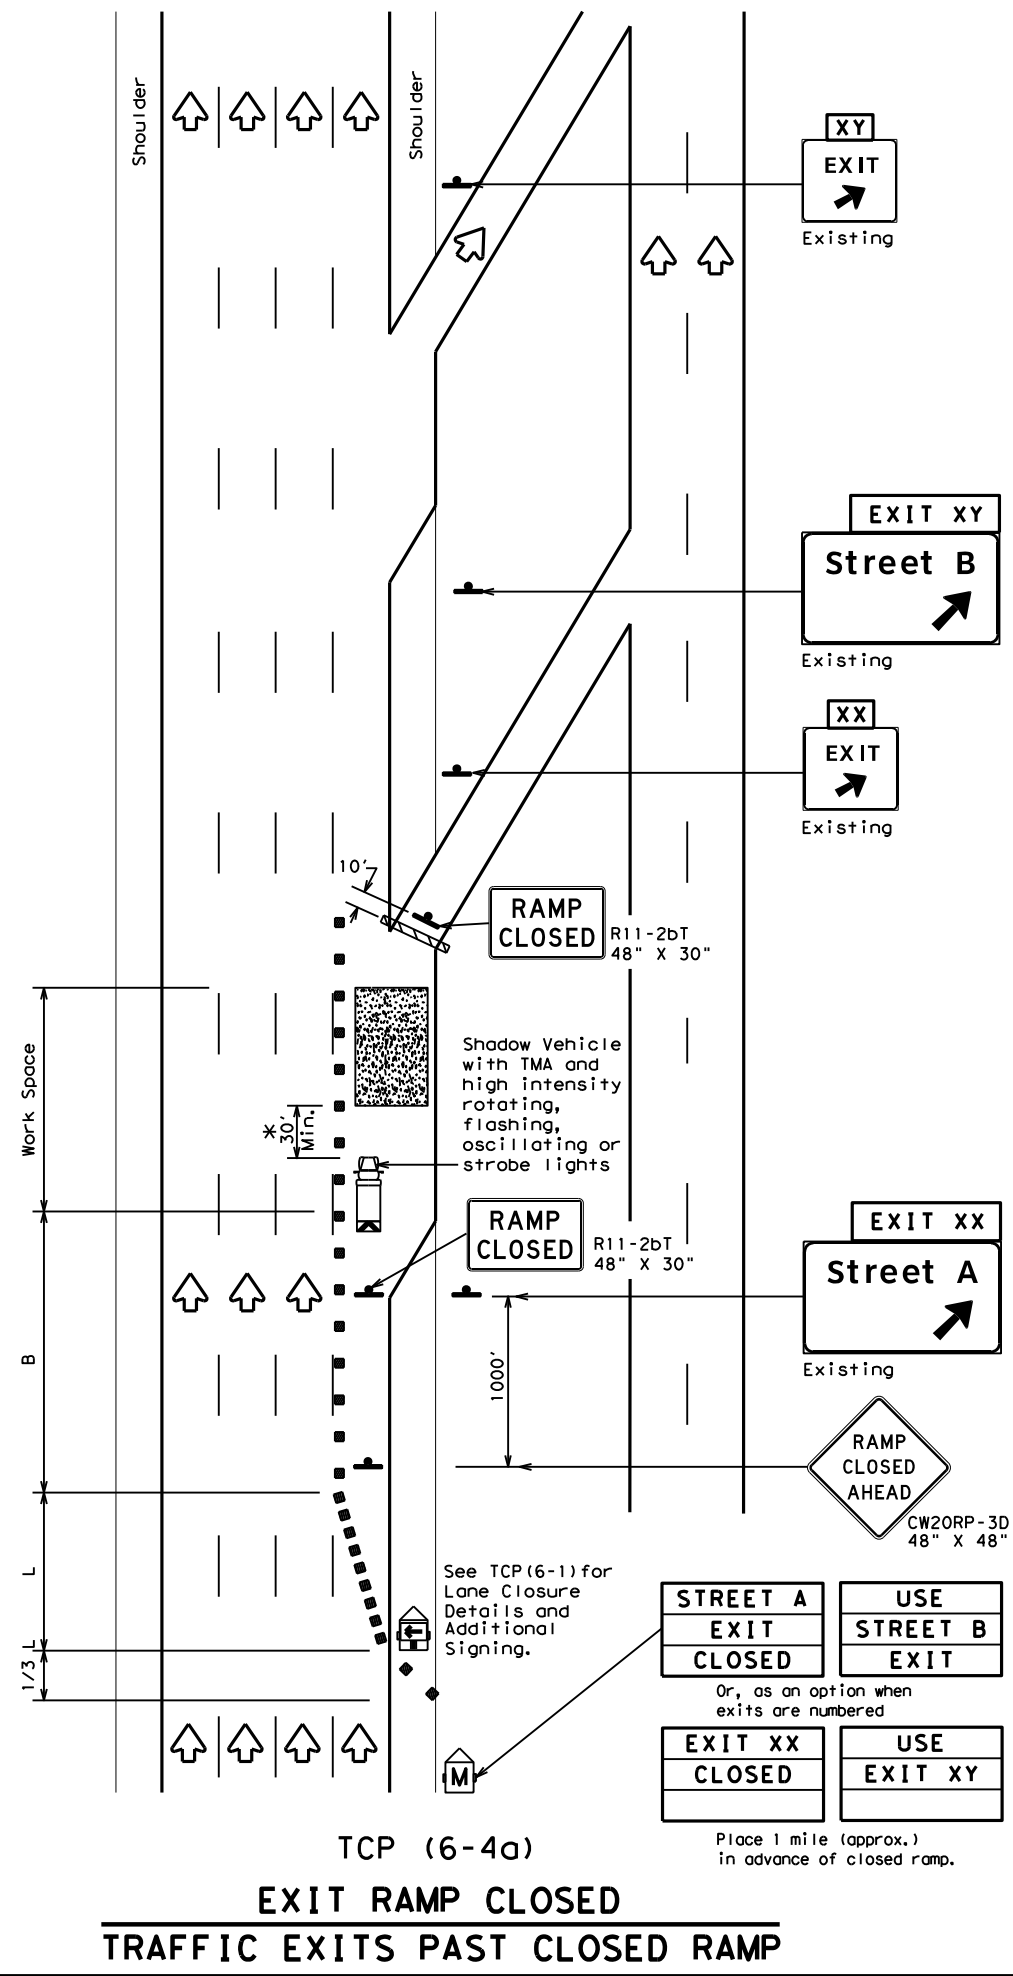 Shoulder
Shoulder
XY
EXIT
Existing
EXIT XY
Street B
Existing
XX
EXIT
Existing
10'
RAMP
CLOSED
R11-2bT
48" X 30"
Work Space
*
30'
Min.
Shadow Vehicle
with TMA and
high intensity
rotating,
flashing,
oscillating or
strobe lights
RAMP
CLOSED
R11-2bT
48" X 30"
EXIT XX
Street A
Existing
B
1000'
RAMP
CLOSED
AHEAD
CW20RP-3D
48" X 48"
L
1/3 L
See TCP(6-1)for
Lane Closure
Details and
Additional
Signing.
STREET A
EXIT
CLOSED
USE
STREET B
EXIT
Or, as an option when
exits are numbered
EXIT XX
CLOSED
USE
EXIT XY
M
Place 1 mile (approx.)
in advance of closed ramp.
TCP (6-4a)
EXIT RAMP CLOSED
TRAFFIC EXITS PAST CLOSED RAMP